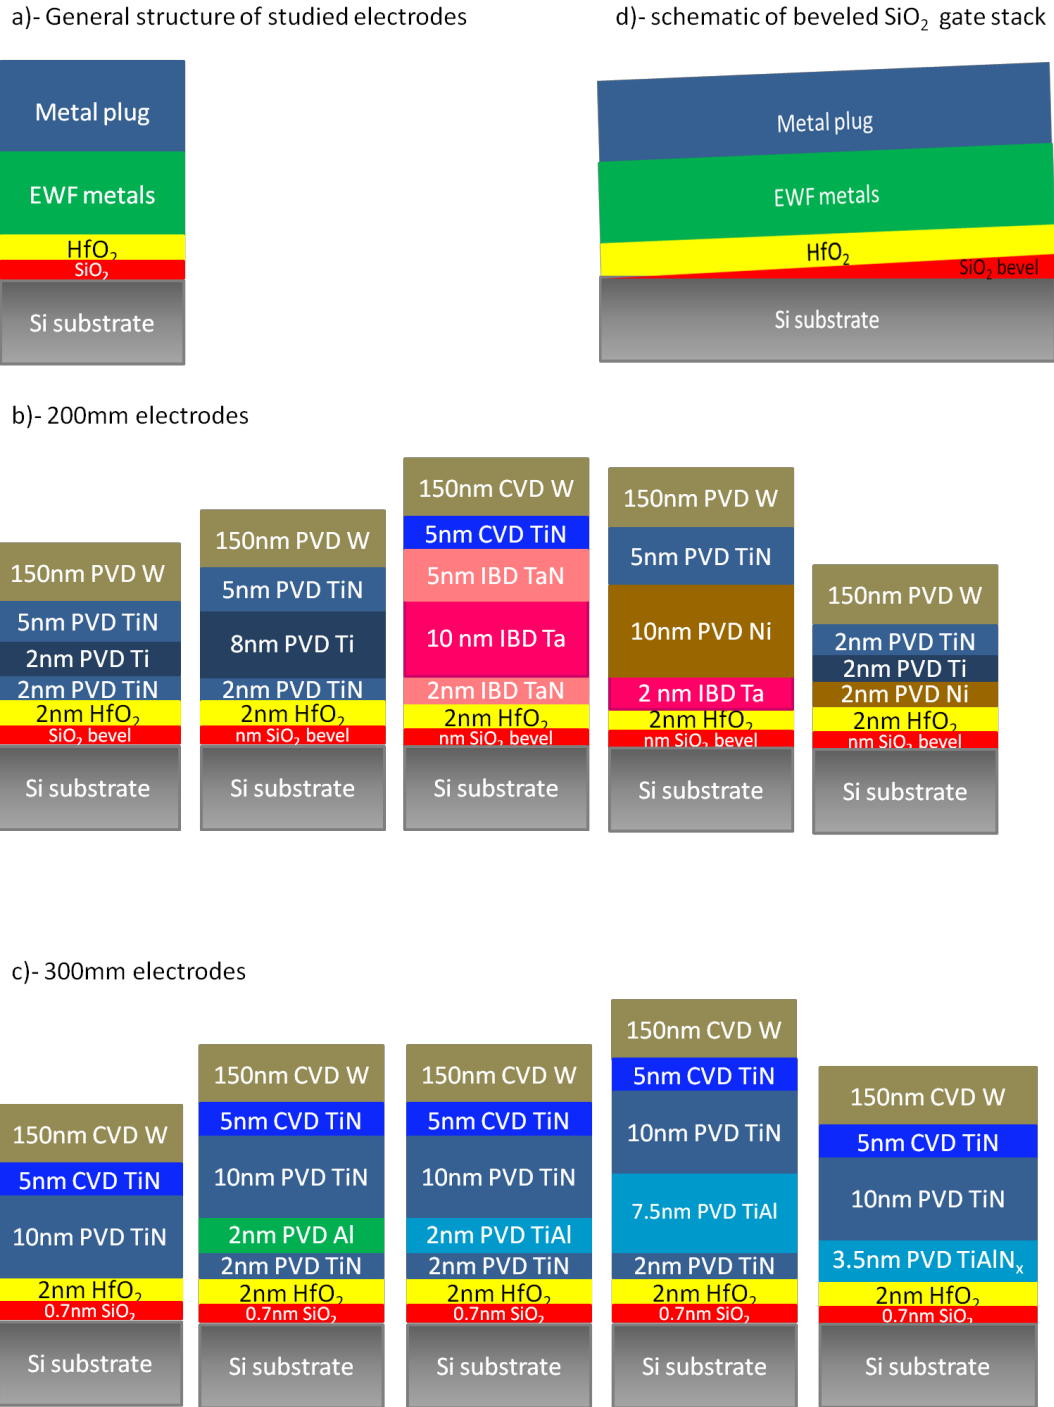 a)- General structure of studied electrodes
Metal plug
EWF metals
HfO₂
SiO₂
Si substrate
d)- schematic of beveled SiO₂ gate stack
Metal plug
EWF metals
HfO₂
SiO₂ bevel
Si substrate
b)- 200mm electrodes
150nm PVD W
5nm PVD TiN
2nm PVD Ti
2nm PVD TiN
2nm HfO₂
SiO₂ bevel
Si substrate
150nm PVD W
5nm PVD TiN
8nm PVD Ti
2nm PVD TiN
2nm HfO₂
nm SiO₂ bevel
Si substrate
150nm CVD W
5nm CVD TiN
5nm IBD TaN
10 nm IBD Ta
2nm IBD TaN
2nm HfO₂
nm SiO₂ bevel
Si substrate
150nm PVD W
5nm PVD TiN
10nm PVD Ni
2 nm IBD Ta
2nm HfO₂
nm SiO₂ bevel
Si substrate
150nm PVD W
2nm PVD TiN
2nm PVD Ti
2nm PVD Ni
2nm HfO₂
nm SiO₂ bevel
Si substrate
c)- 300mm electrodes
150nm CVD W
5nm CVD TiN
10nm PVD TiN
2nm HfO₂
0.7nm SiO₂
Si substrate
150nm CVD W
5nm CVD TiN
10nm PVD TiN
2nm PVD Al
2nm PVD TiN
2nm HfO₂
0.7nm SiO₂
Si substrate
150nm CVD W
5nm CVD TiN
10nm PVD TiN
2nm PVD TiAl
2nm PVD TiN
2nm HfO₂
0.7nm SiO₂
Si substrate
150nm CVD W
5nm CVD TiN
10nm PVD TiN
7.5nm PVD TiAl
2nm PVD TiN
2nm HfO₂
0.7nm SiO₂
Si substrate
150nm CVD W
5nm CVD TiN
10nm PVD TiN
3.5nm PVD TiAlNₓ
2nm HfO₂
0.7nm SiO₂
Si substrate